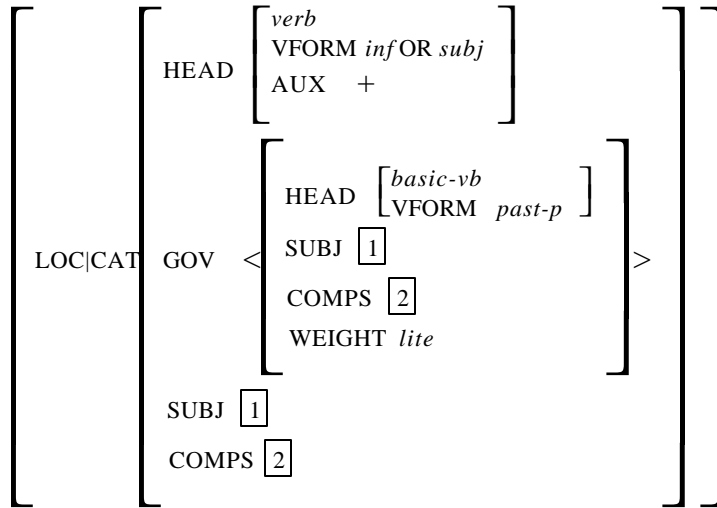 verb
VFORM inf OR subj
HEAD
AUX +
basic-vb
HEAD
VFORM past-p
LOC|CAT GOV < SUBJ 1 >
COMPS 2
WEIGHT lite
SUBJ 1
COMPS 2